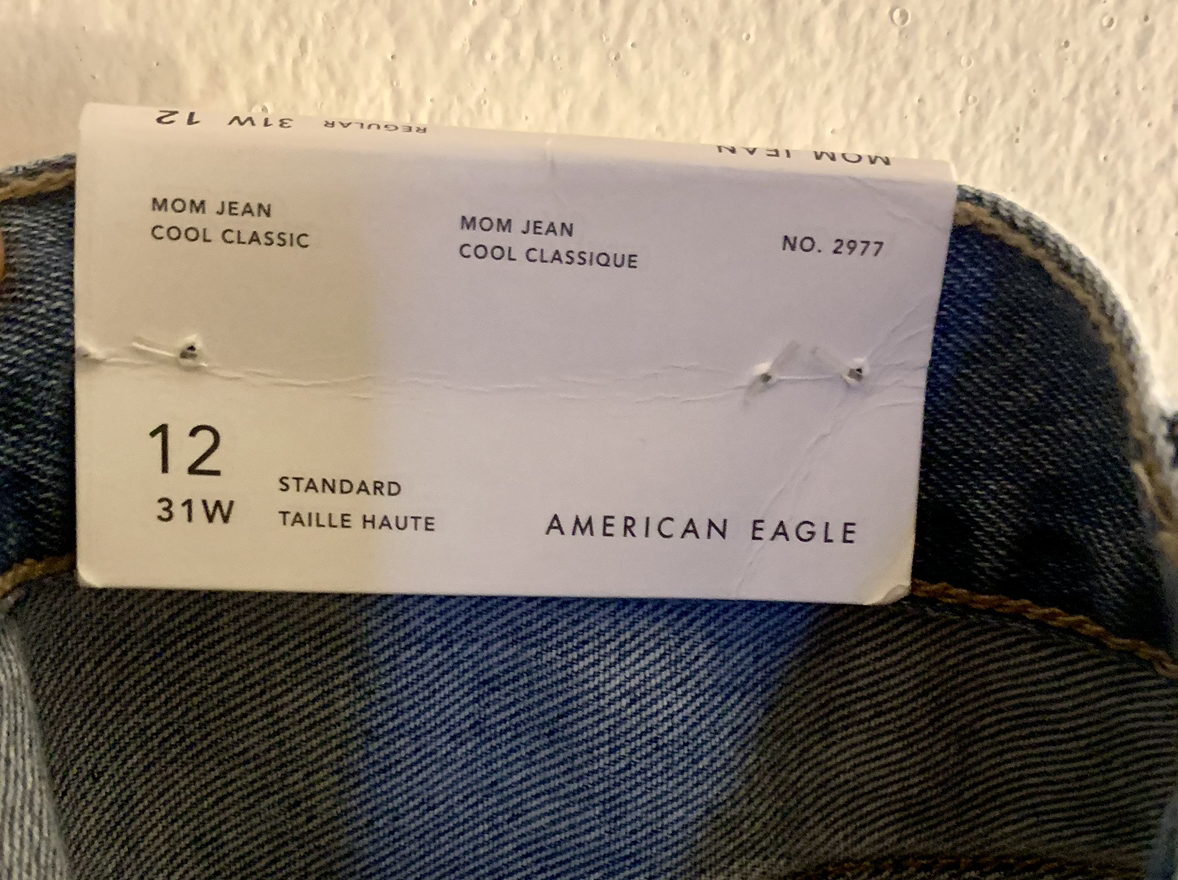 REGULAR 31W 12
MOM JEAN
MOM JEAN
COOL CLASSIC
MOM JEAN
COOL CLASSIQUE
NO. 2977
12
31W
STANDARD
TAILLE HAUTE
AMERICAN EAGLE